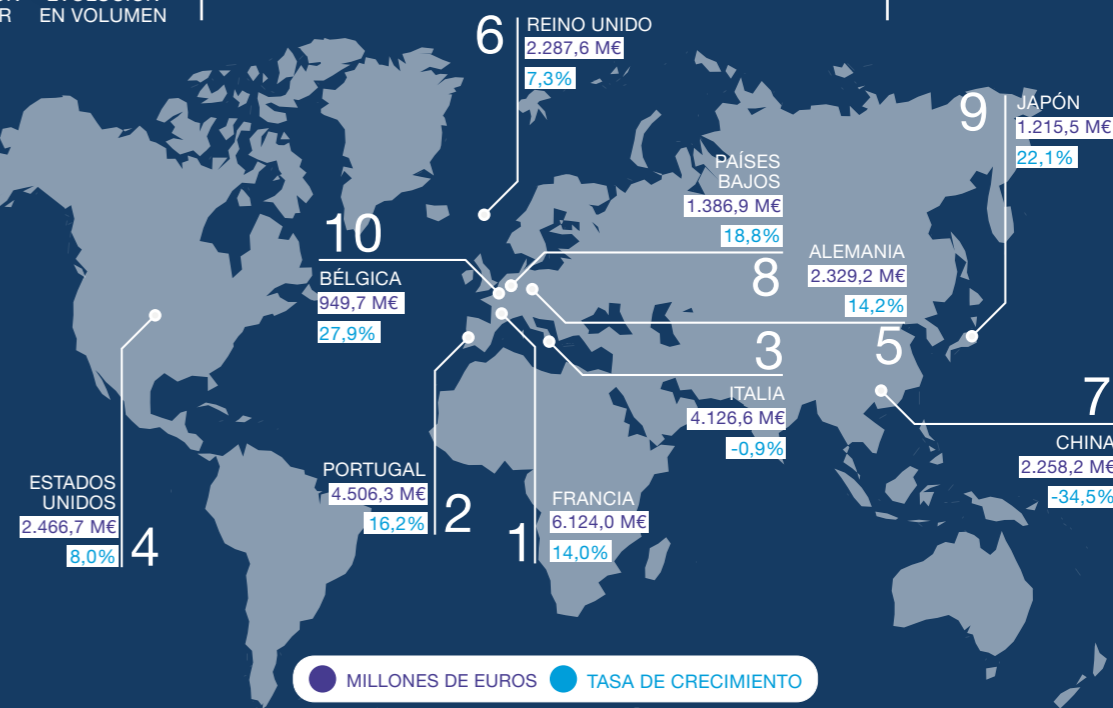 R EN VOLUMEN
6
REINO UNIDO
2.287,6 M€
7,3%
9
JAPÓN
1.215,5 M€
22,1%
PAÍSES
BAJOS
1.386,9 M€
18,8%
8
10
BÉLGICA
949,7 M€
27,9%
ALEMANIA
2.329,2 M€
14,2%
5
3
ITALIA
4.126,6 M€
-0,9%
7
CHINA
2.258,2 M€
-34,5%
ESTADOS
UNIDOS
2.466,7 M€
8,0%
4
PORTUGAL
4.506,3 M€
16,2%
2
1
FRANCIA
6.124,0 M€
14,0%
MILLONES DE EUROS
TASA DE CRECIMIENTO